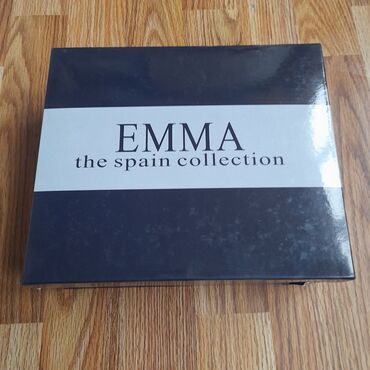 EMMA
the spain collection